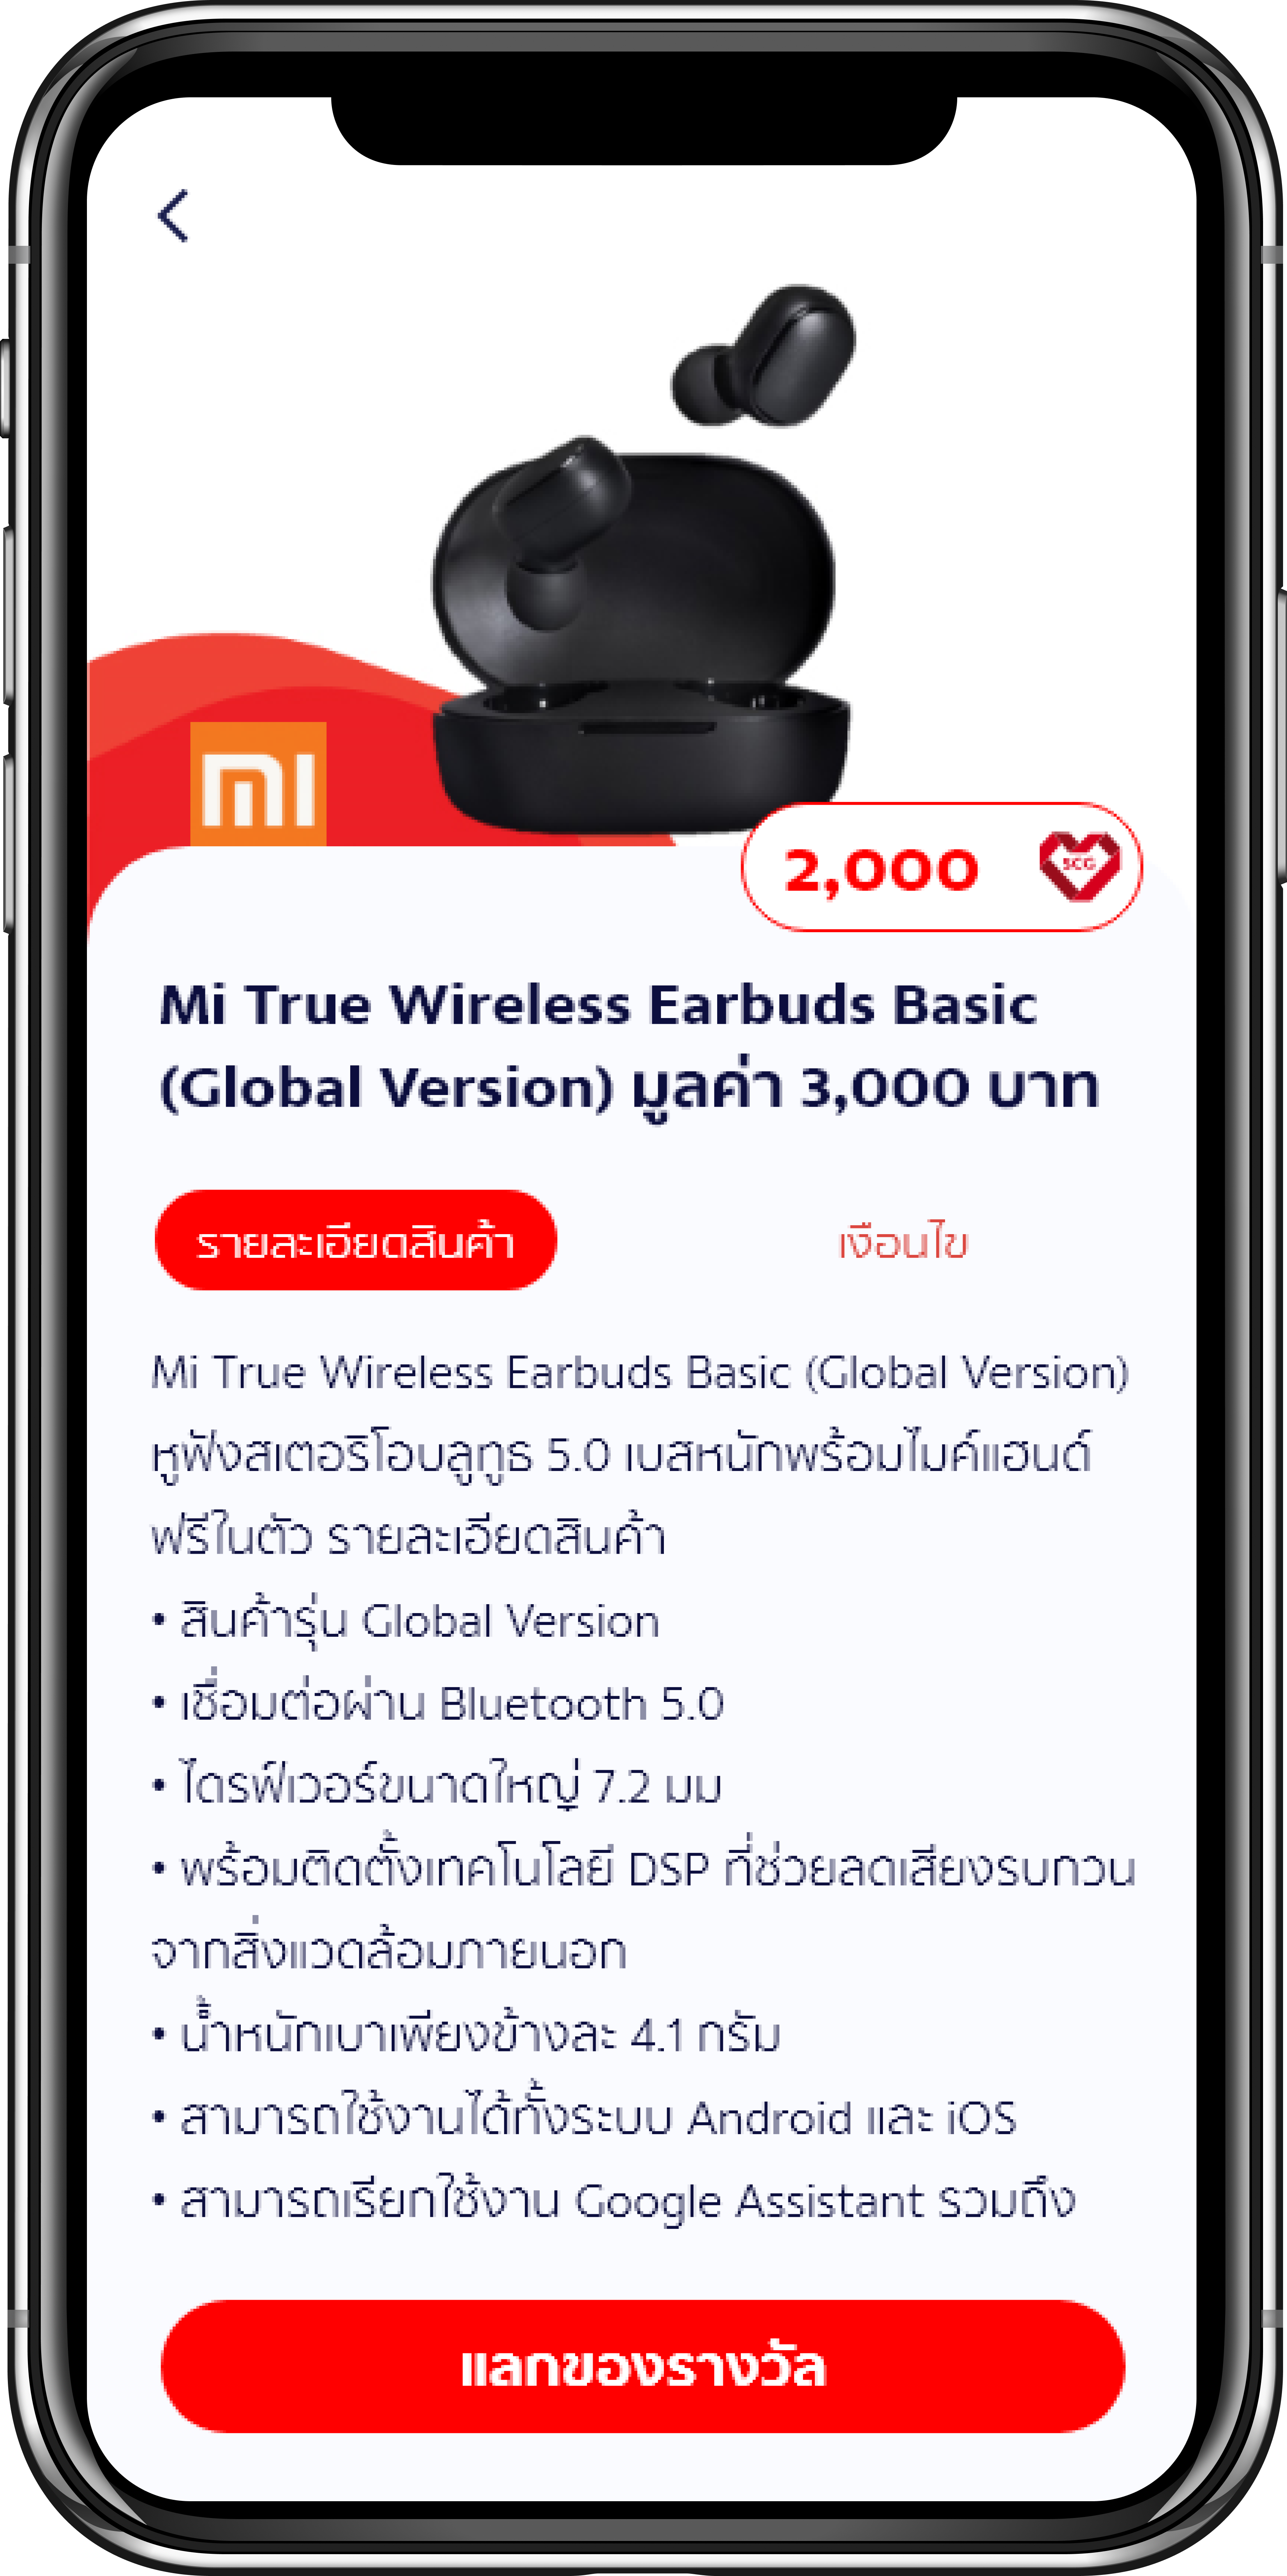 mi
2,000
SCG
Mi True Wireless Earbuds Basic
(Global Version) มูลค่า 3,000 บาท
รายละเอียดสินค้า
เงือนไข
Mi True Wireless Earbuds Basic (Global Version)
หูฟังสเตอริโอบลูทูธ 5.0 เบสหนักพร้อมไมค์แฮนด์
ฟรีในตัว รายละเอียดสินค้า
• สินค้ารุ่น Global Version
• เชื่อมต่อผ่าน Bluetooth 5.0
• ไดรฟ์เวอร์ขนาดใหญ่ 7.2 มม
• พร้อมติดตั้งเทคโนโลยี DSP ที่ช่วยลดเสียงรบกวน
จากสิ่งแวดล้อมภายนอก
• น้ำหนักเบาเพียงข้างละ 4.1 กรัม
• สามารถใช้งานได้ทั้งระบบ Android และ iOS
• สามารถเรียกใช้งาน Google Assistant รวมถึง
แลกของรางวัล